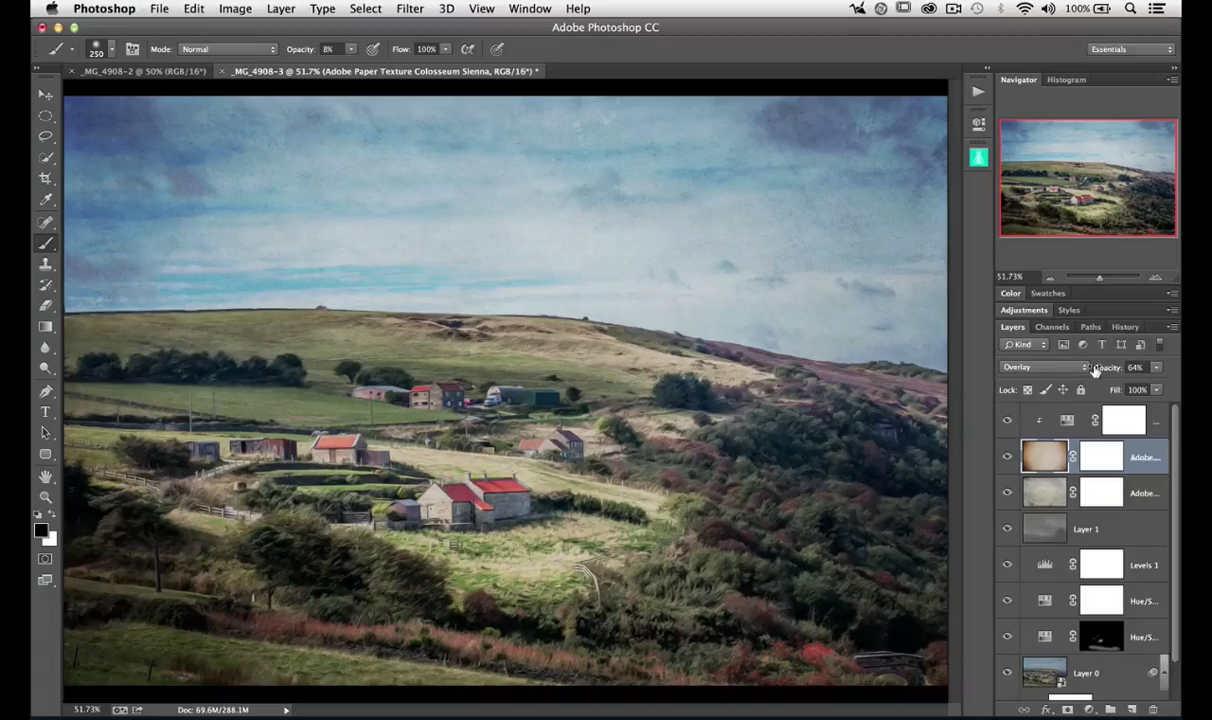 Photoshop File Edit Image Layer Type Select Filter 3D View Window Help 100%
Adobe Photoshop CC
250 Mode: Normal Opacity: 8% Flow: 100% Essentials
_MG_4908-2 @ 50% (RGB/16*) _MG_4908-3 @ 51.7% (Adobe Paper Texture Colosseum Sienna, RGB/16*) *
Navigator Histogram
51.73%
Color Swatches
Adjustments Styles
Layers Channels Paths History
Kind
Overlay Opacity: 64%
Lock: Fill: 100%
...
Adobe...
Adobe...
Layer 1
Levels 1
Hue/S...
Hue/S...
Layer 0
51.73% Doc: 69.6M/288.1M